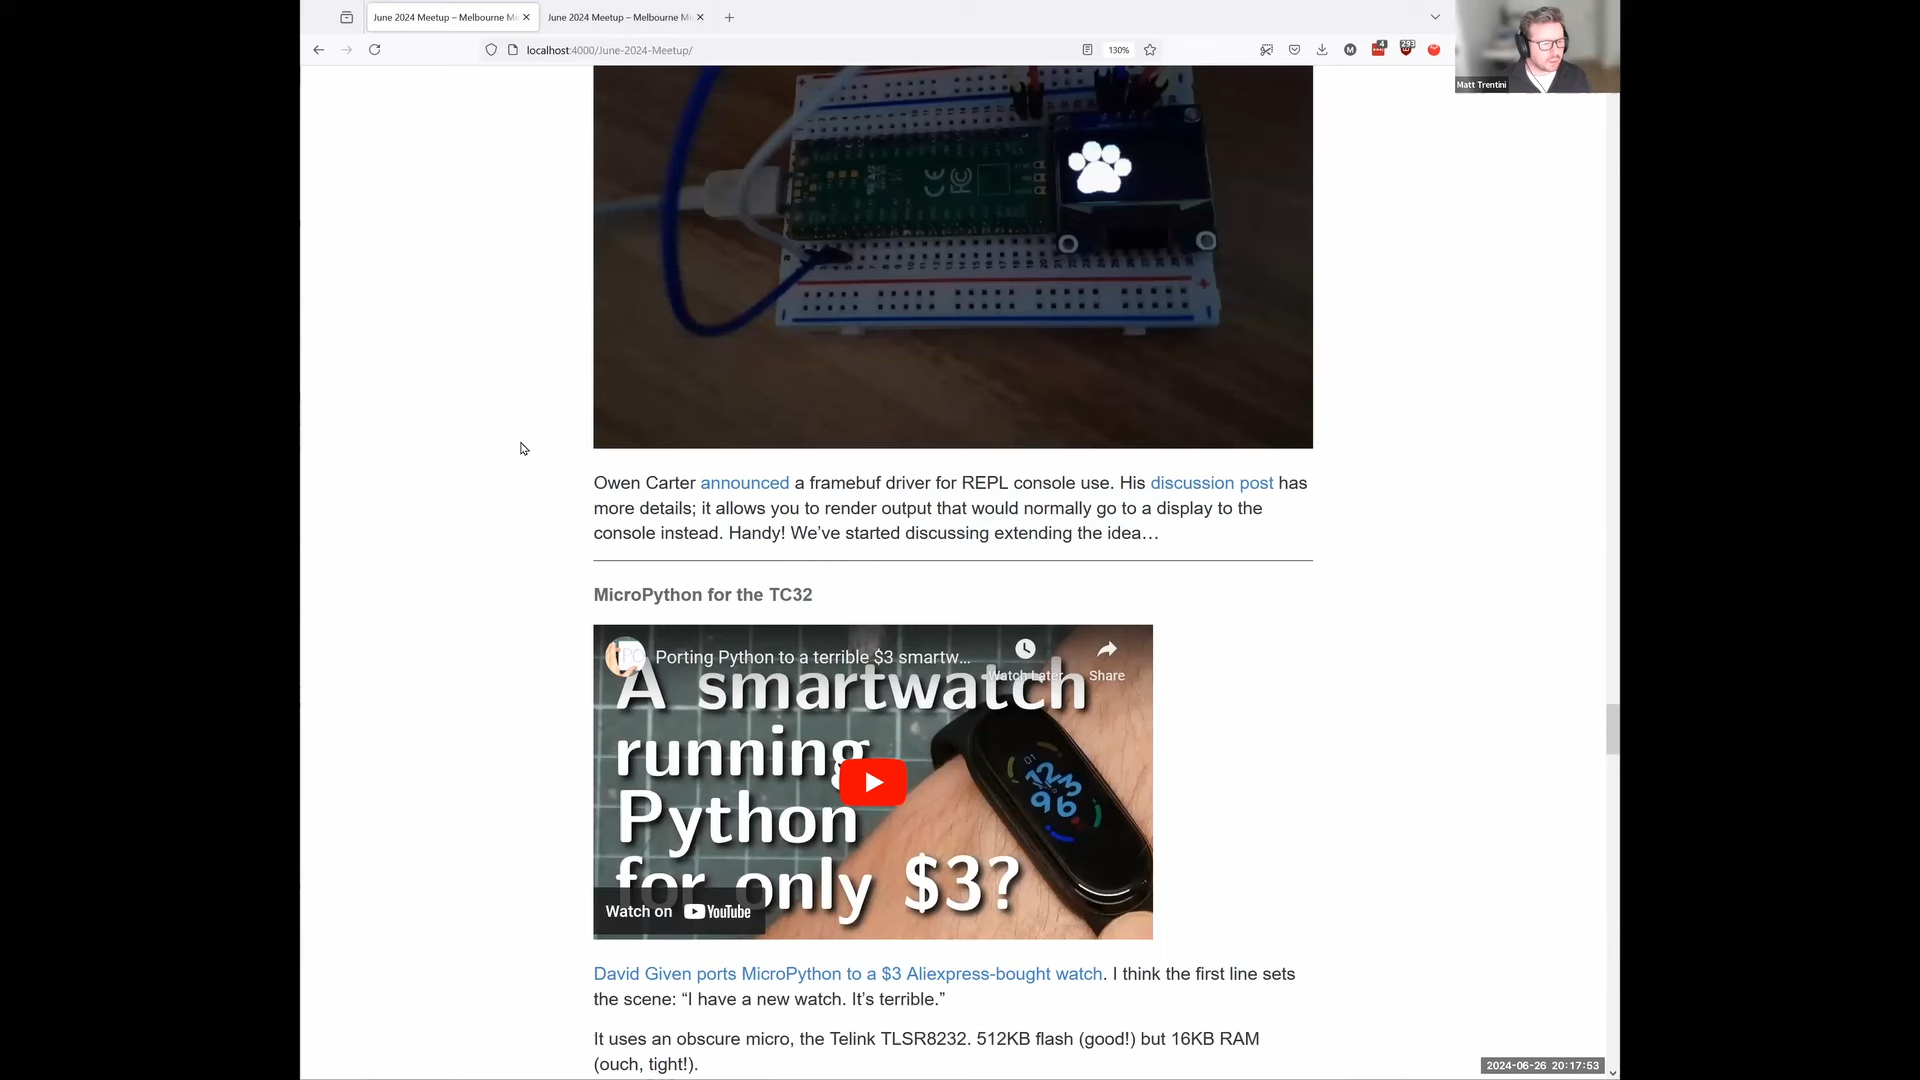 June 2024 Meetup – Melbourne Mi
June 2024 Meetup – Melbourne Mi
localhost:4000/June-2024-Meetup/
130%
M
4
293
Matt Trentini
CE
FC
Owen Carter announced a framebuf driver for REPL console use. His discussion post has
more details; it allows you to render output that would normally go to a display to the
console instead. Handy! We’ve started discussing extending the idea…
MicroPython for the TC32
Porting Python to a terrible $3 smartw...
Watch Later
Share
A smartwatch
running
Python
for only $3?
Watch on YouTube
David Given ports MicroPython to a $3 Aliexpress-bought watch. I think the first line sets
the scene: “I have a new watch. It’s terrible.”
It uses an obscure micro, the Telink TLSR8232. 512KB flash (good!) but 16KB RAM
(ouch, tight!).
2024-06-26 20:17:53